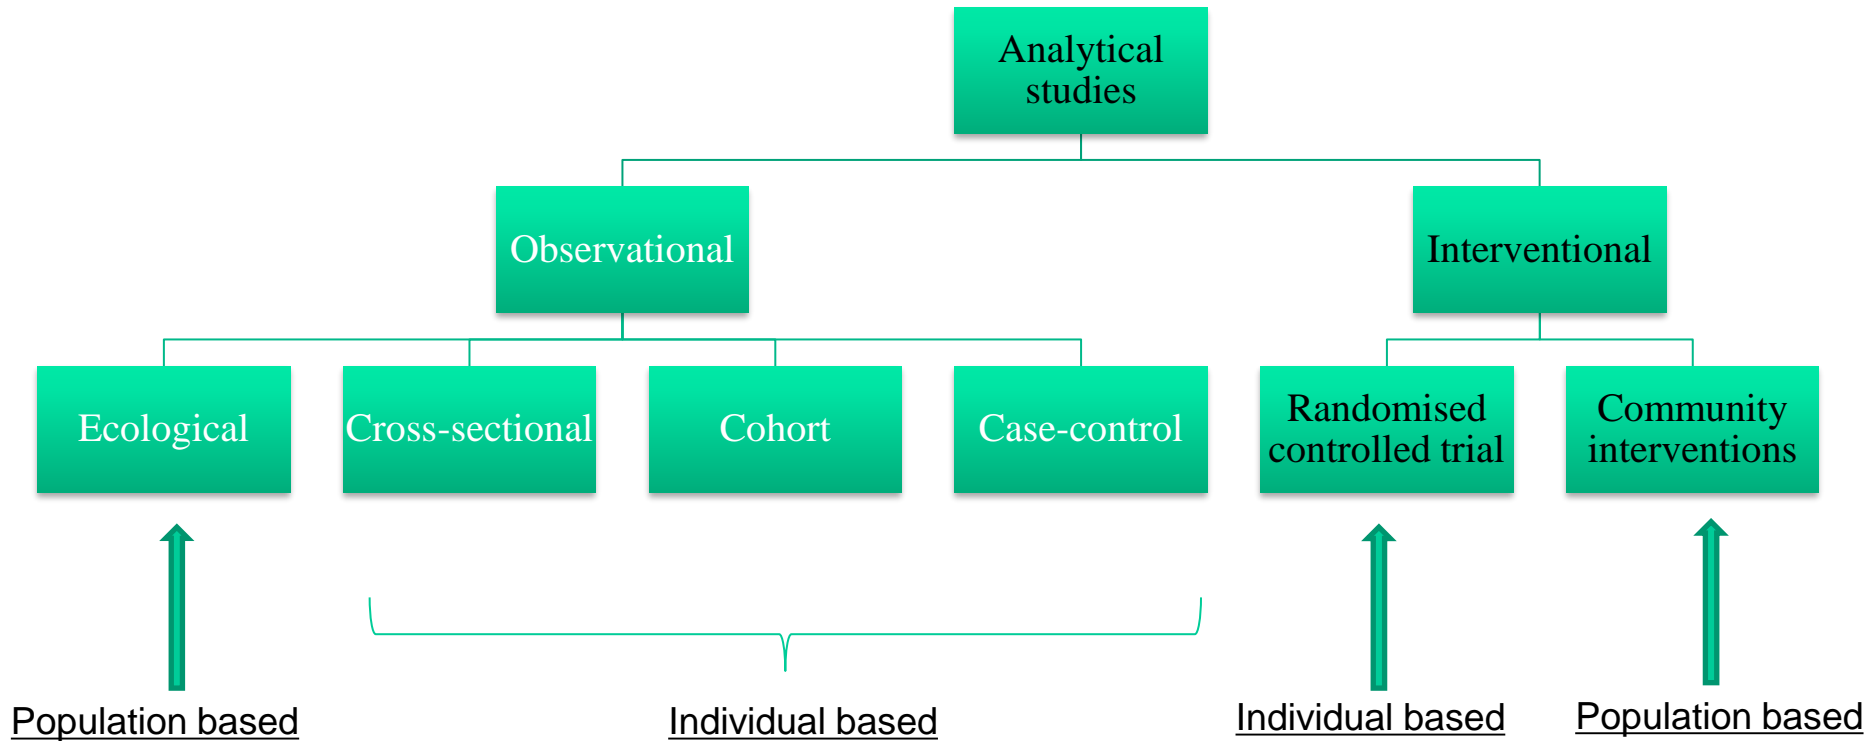 Analytical
studies
Observational
Interventional
Ecological
Cross-sectional
Cohort
Case-control
Randomised
controlled trial
Community
interventions
Population based
Individual based
Individual based
Population based